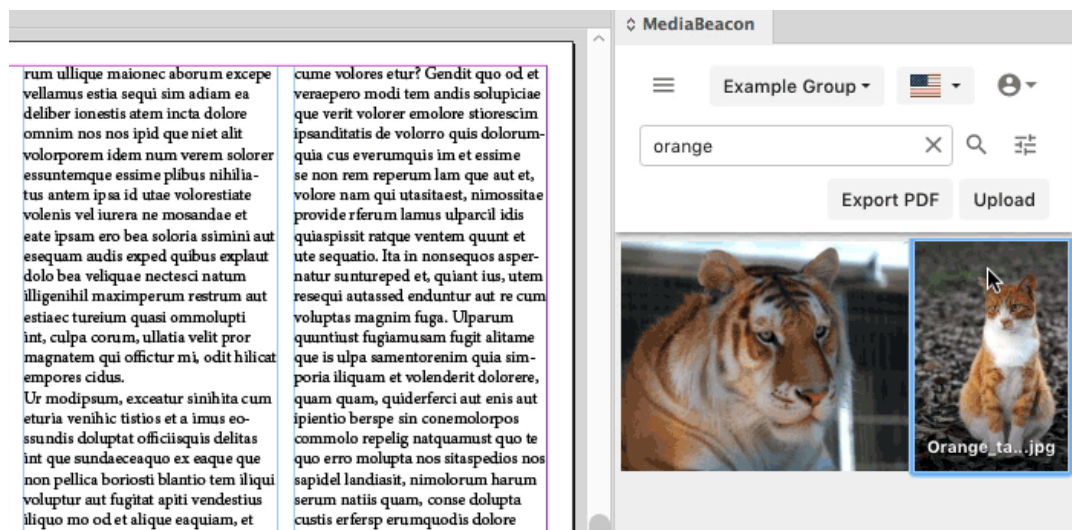 rum ullique maionec aborum excepe
vellamus estia sequi sim adiam ea
deliber ionestis atem incta dolore
omnim nos nos ipid que niet alit
volorporem idem num verem solorer
essuntemque essime plibus nihilia-
tus antem ipsa id utae volorestiate
volenis vel iurera ne mosandae et
eate ipsam ero bea soloria ssimini aut
esequam audis exped quibus explaut
dolo bea veliquae nectesci natum
illigenihil maximperum restrum aut
estiaec tureium quasi ommolupti
int, culpa corum, ullatia velit pror
magnatem qui offictur mi, odit hilicat
empores cidus.
Ur modipsum, exceatur sinihita cum
eturia venihic tistios et a imus eo-
ssundis doluptat officiisquis delitas
int que sundaeceaquo ex eaque que
non pellica boriosti blantio tem iliqui
voluptur aut fugitat apiti vendestius
iliquo mo od et alique eaquiam, et
cume volores etur? Gendit quo od et
veraepero modi tem andis solupiciae
que verit volorer emolore stiorescim
ipsanditatis de volorro quis dolorum-
quia cus everumquis im et essime
se non rem reperum lam que aut et,
volore nam qui utasitaest, nimossitae
provide rferum lamus ulparcil idis
quiaspissit ratque ventem quunt et
ute sequatio. Ita in nonsequos asper-
natur suntureped et, quiant ius, utem
resequi autassed enduntur aut re cum
voluptas magnim fuga. Ulparum
quuntiust fugiamusam fugit alitame
que is ulpa samentorenim quia sim-
poria iliquam et volenderit dolorere,
quam quam, quiderferci aut enis aut
ipientio berspe sin conemolorpos
commolo repelig natquamust quo te
quo erro molupta nos sitaspedios nos
sapidel landiasit, nimolorum harum
serum natiis quam, conse dolupta
custis erfersp erumquodis dolore
MediaBeacon
Example Group
orange
Export PDF Upload
Orange_ta...jpg